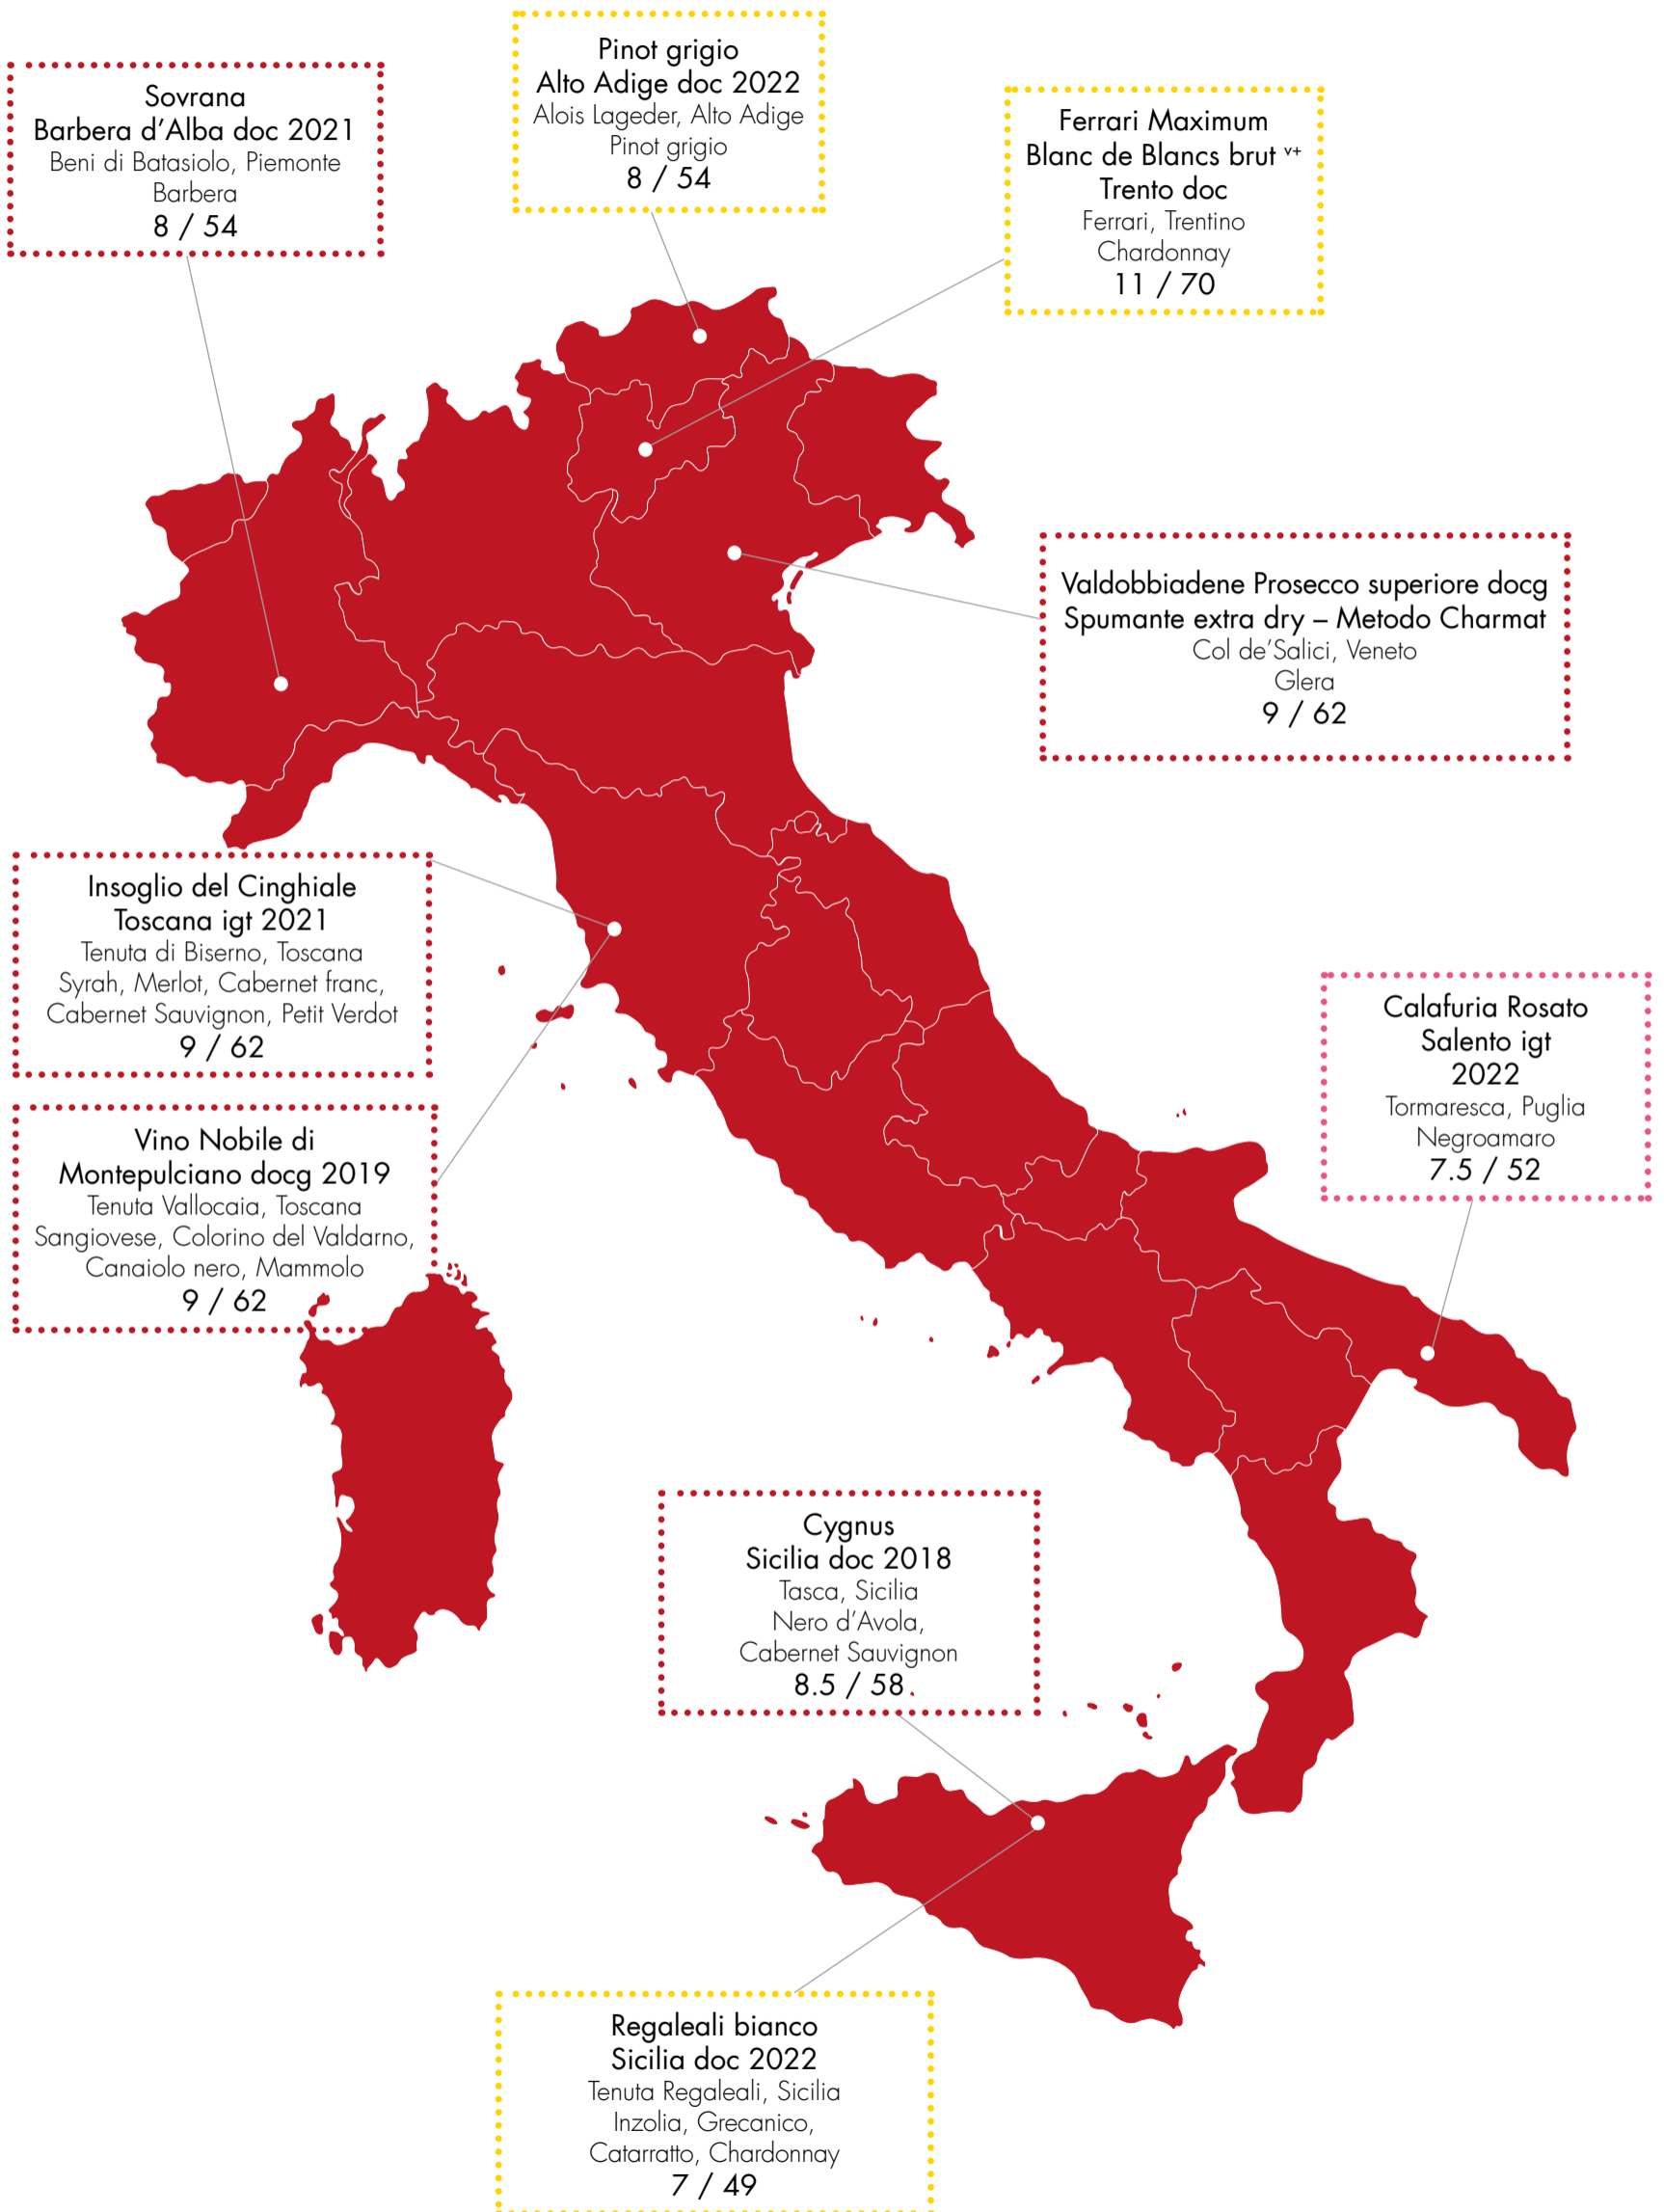 Pinot grigio
Alto Adige doc 2022
Alois Lageder, Alto Adige
Pinot grigio
8 / 54
Sovrana
Barbera d’Alba doc 2021
Beni di Batasiolo, Piemonte
Barbera
8 / 54
Ferrari Maximum
Blanc de Blancs brut v+
Trento doc
Ferrari, Trentino
Chardonnay
11 / 70
Valdobbiadene Prosecco superiore docg
Spumante extra dry – Metodo Charmat
Col de’Salici, Veneto
Glera
9 / 62
Insoglio del Cinghiale
Toscana igt 2021
Tenuta di Biserno, Toscana
Syrah, Merlot, Cabernet franc,
Cabernet Sauvignon, Petit Verdot
9 / 62
Calafuria Rosato
Salento igt
2022
Tormaresca, Puglia
Negroamaro
7.5 / 52
Vino Nobile di
Montepulciano docg 2019
Tenuta Vallocaia, Toscana
Sangiovese, Colorino del Valdarno,
Canaiolo nero, Mammolo
9 / 62
Cygnus
Sicilia doc 2018
Tasca, Sicilia
Nero d’Avola,
Cabernet Sauvignon
8.5 / 58
Regaleali bianco
Sicilia doc 2022
Tenuta Regaleali, Sicilia
Inzolia, Grecanico,
Catarratto, Chardonnay
7 / 49